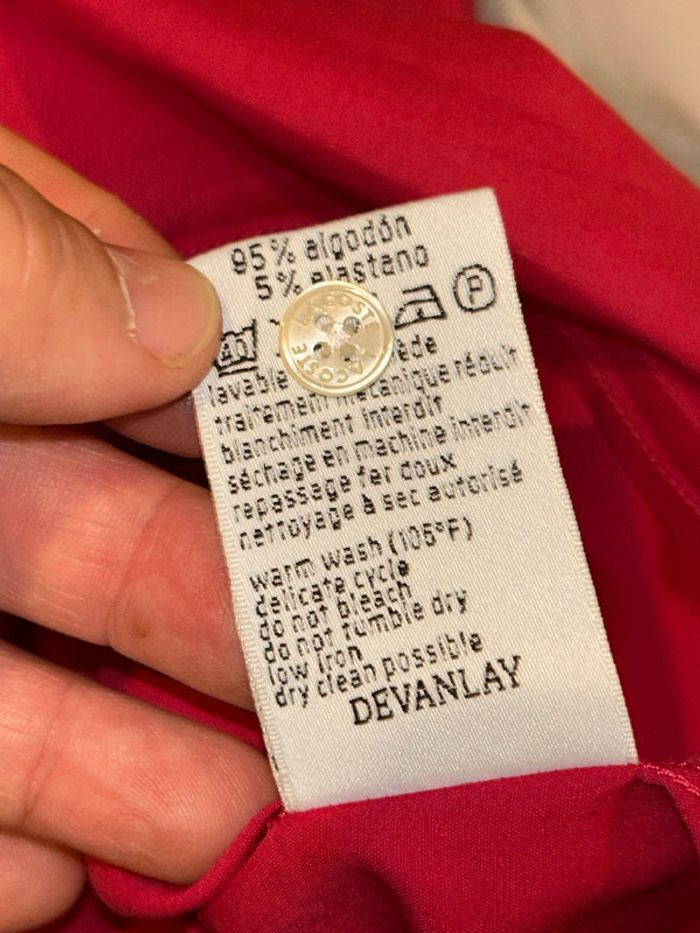 95% algodón
5% elastano
P
LACOSTE LACOSTE
lavable
traitement mécanique réduit
blanchiment interdit
séchage en machine interdit
repassage fer doux
nettoyage à sec autorisé
warm wash (105°F)
delicate cycle
do not bleach
do not tumble dry
low iron
dry clean possible
DEVANLAY